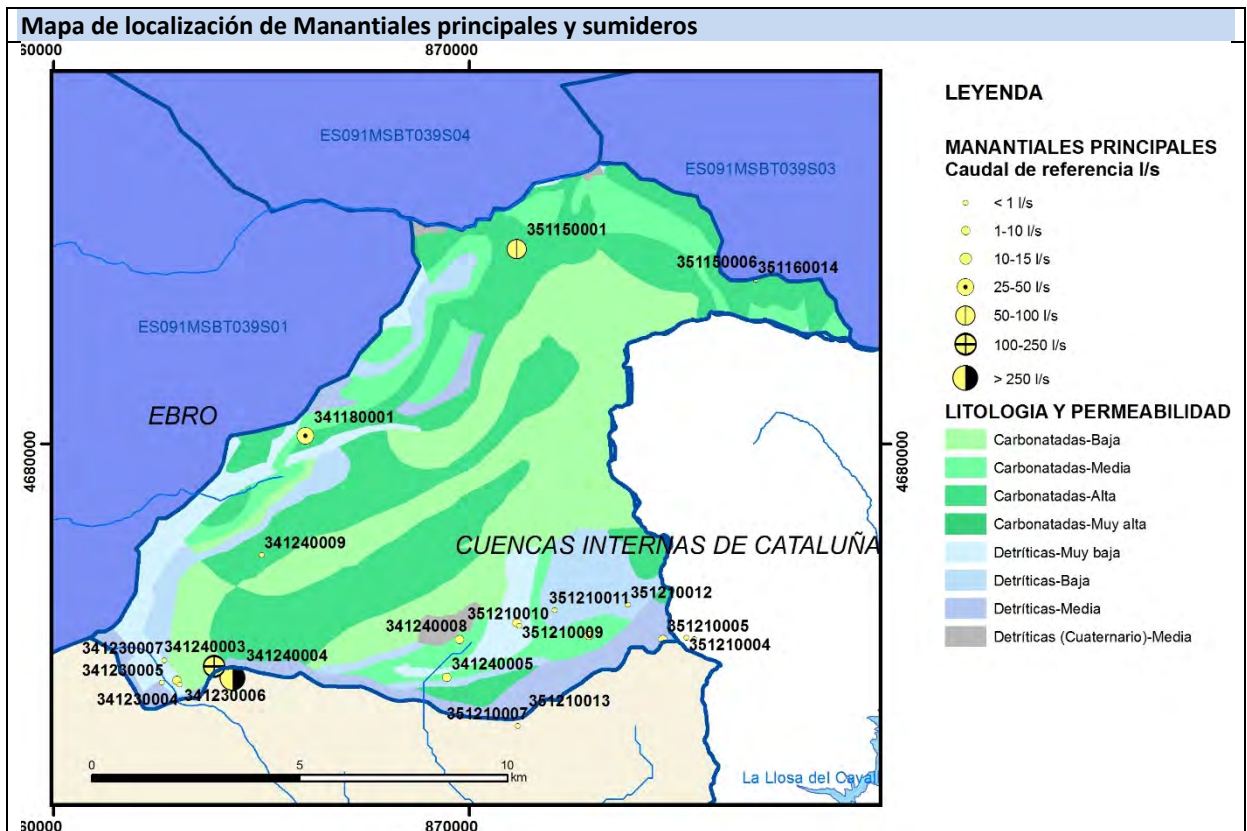 Mapa de localización de Manantiales principales y sumideros
60000
870000
ES091MSBT039S04
ES091MSBT039S03
351150001
351150006
351160014
ES091MSBT039S01
EBRO
341180001
4680000
4680000
341240009
CUENCAS INTERNAS DE CATALUÑA
351210011
351210012
351210010
341240008
351210009
351210005
351210004
341230007
341240003
341240004
341230005
341240005
341230004
341230006
351210013
351210007
0
5
10
km
La Llosa del Caval
60000
870000
LEYENDA
MANANTIALES PRINCIPALES
Caudal de referencia l/s
< 1 l/s
1-10 l/s
10-15 l/s
25-50 l/s
50-100 l/s
100-250 l/s
> 250 l/s
LITOLOGIA Y PERMEABILIDAD
Carbonatadas-Baja
Carbonatadas-Media
Carbonatadas-Alta
Carbonatadas-Muy alta
Detríticas-Muy baja
Detríticas-Baja
Detríticas-Media
Detríticas (Cuaternario)-Media